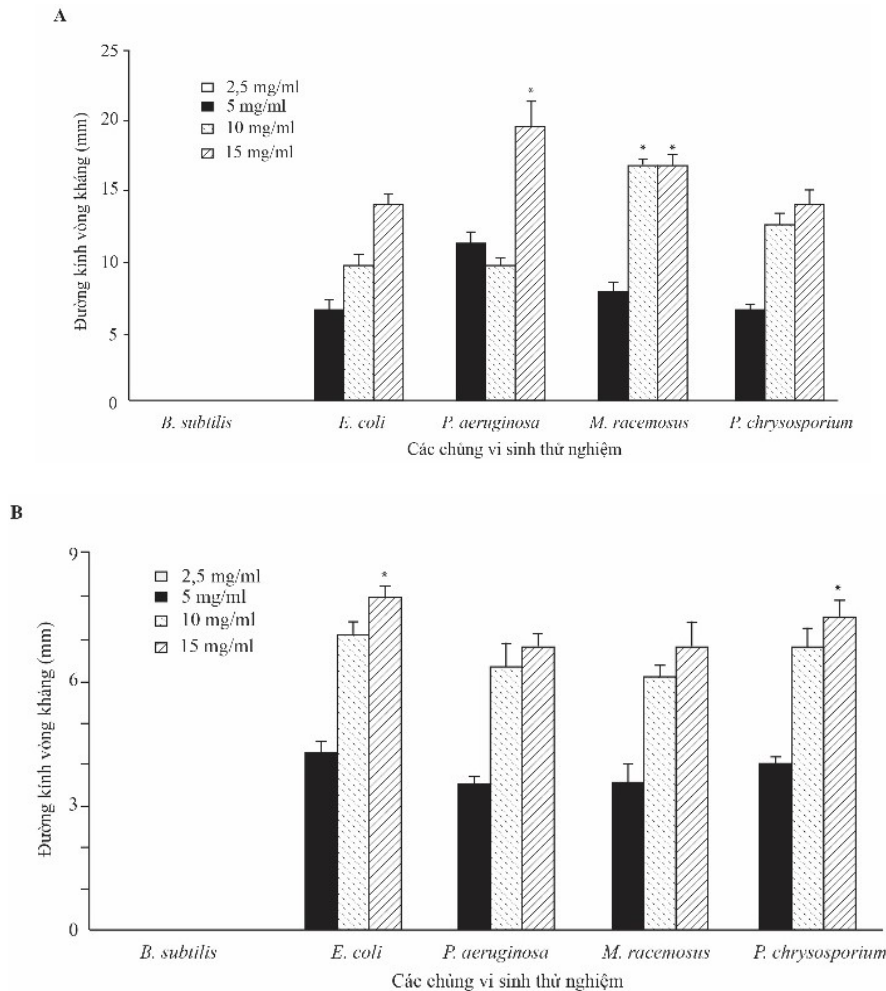 A
25
20
15
10
5
0
Đường kính vòng kháng (mm)
2,5 mg/ml
5 mg/ml
10 mg/ml
15 mg/ml
*
* *
B. subtilis E. coli P. aeruginosa M. racemosus P. chrysosporium
Các chủng vi sinh thử nghiệm
B
9
6
3
0
Đường kính vòng kháng (mm)
2,5 mg/ml
5 mg/ml
10 mg/ml
15 mg/ml
* *
B. subtilis E. coli P. aeruginosa M. racemosus P. chrysosporium
Các chủng vi sinh thử nghiệm